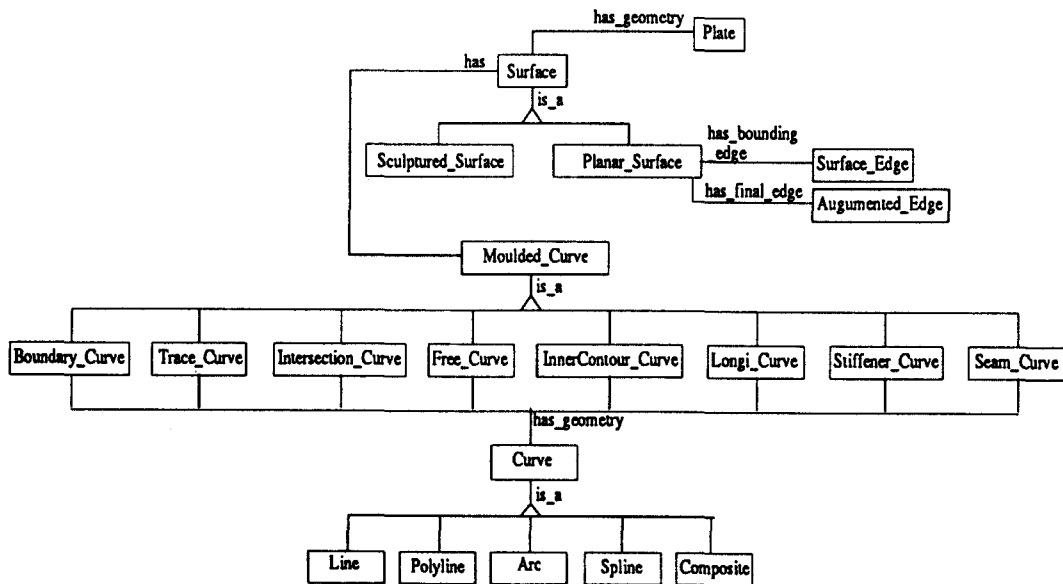 has_geometry
Plate
has
Surface
is_a
Sculptured_Surface
Planar_Surface
has_bounding
edge
Surface_Edge
has_final_edge
Augumented_Edge
Moulded_Curve
is_a
Boundary_Curve
Trace_Curve
Intersection_Curve
Free_Curve
InnerContour_Curve
Longi_Curve
Stiffener_Curve
Seam_Curve
has_geometry
Curve
is_a
Line
Polyline
Arc
Spline
Composite